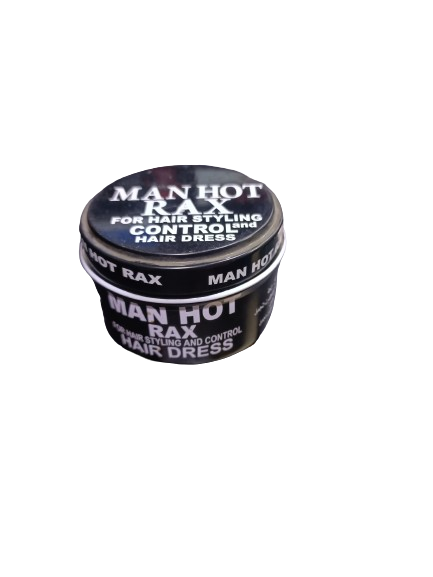 MAN HOT
RAX
FOR HAIR STYLING
CONTROL and
HAIR DRESS
HOT RAX
MAN HOT
MAN HOT
RAX
FOR HAIR STYLING AND CONTROL
HAIR DRESS